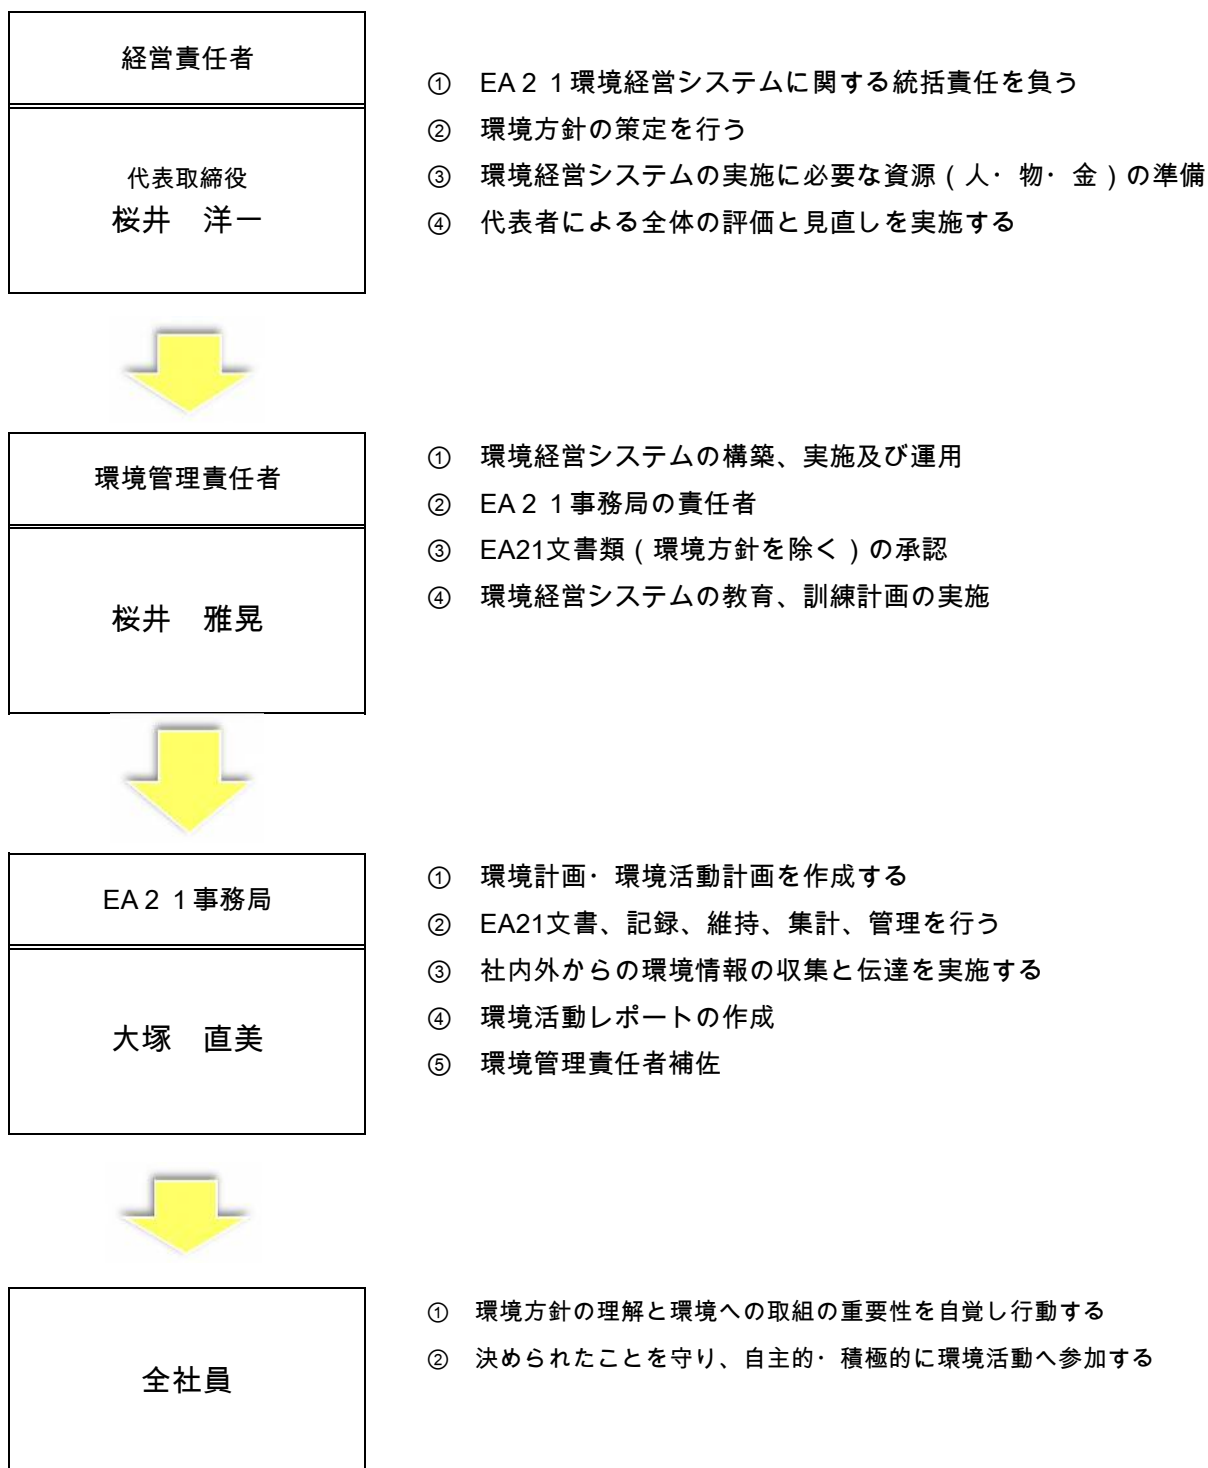 経営責任者
代表取締役
桜井　洋一
① EA２１環境経営システムに関する統括責任を負う
② 環境方針の策定を行う
③ 環境経営システムの実施に必要な資源（人・物・金）の準備
④ 代表者による全体の評価と見直しを実施する
環境管理責任者
桜井　雅晃
① 環境経営システムの構築、実施及び運用
② EA２１事務局の責任者
③ EA21文書類（環境方針を除く）の承認
④ 環境経営システムの教育、訓練計画の実施
EA２１事務局
大塚　直美
① 環境計画・環境活動計画を作成する
② EA21文書、記録、維持、集計、管理を行う
③ 社内外からの環境情報の収集と伝達を実施する
④ 環境活動レポートの作成
⑤ 環境管理責任者補佐
全社員
① 環境方針の理解と環境への取組の重要性を自覚し行動する
② 決められたことを守り、自主的・積極的に環境活動へ参加する